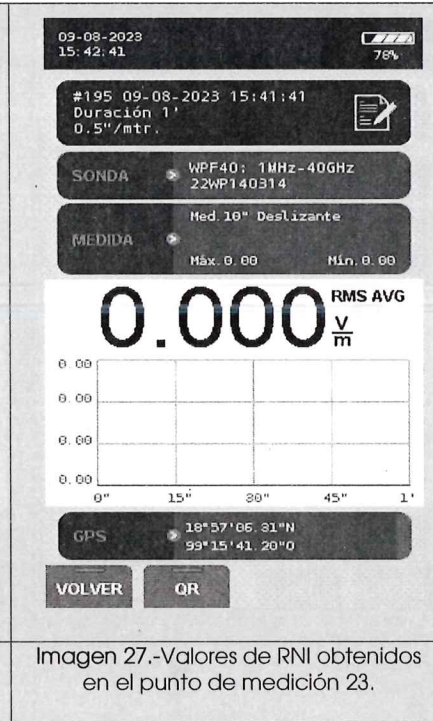 09-08-2023
15:42:41
78%
#195 09-08-2023 15:41:41
Duración 1'
0.5"/mtr.
SONDA WPF40: 1MHz-40GHz
22WP140314
MEDIDA Med.10" Deslizante
Máx.0.00 Mín.0.00
0.000 RMS AVG
V
m
0.00
0.00
0.00
0.00
0" 15" 30" 45" 1'
GPS 18°57'06.31"N
99°15'41.20"O
VOLVER QR
Imagen 27.-Valores de RNI obtenidos
en el punto de medición 23.